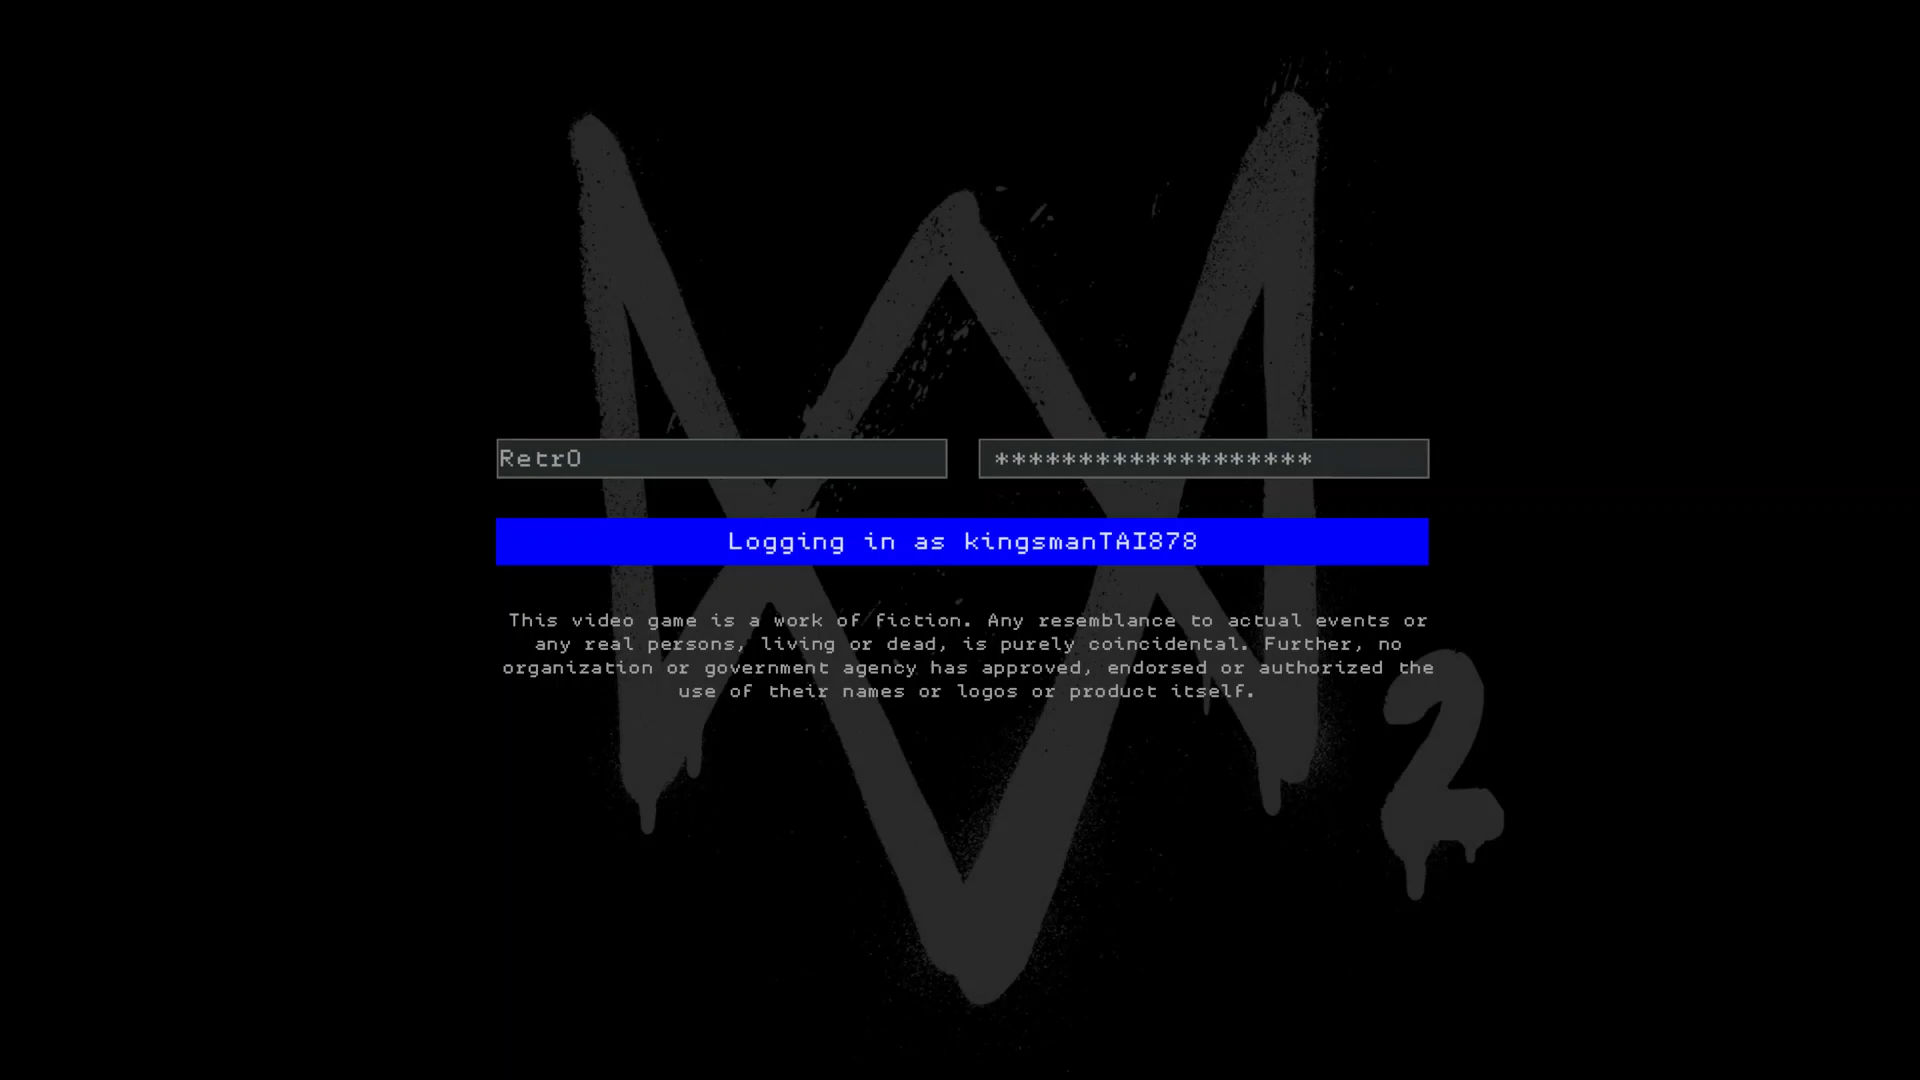 Retr0
*******************
Logging in as kingsmanTAI878
This video game is a work of fiction. Any resemblance to actual events or
any real persons, living or dead, is purely coincidental. Further, no
organization or government agency has approved, endorsed or authorized the
use of their names or logos or product itself.
2